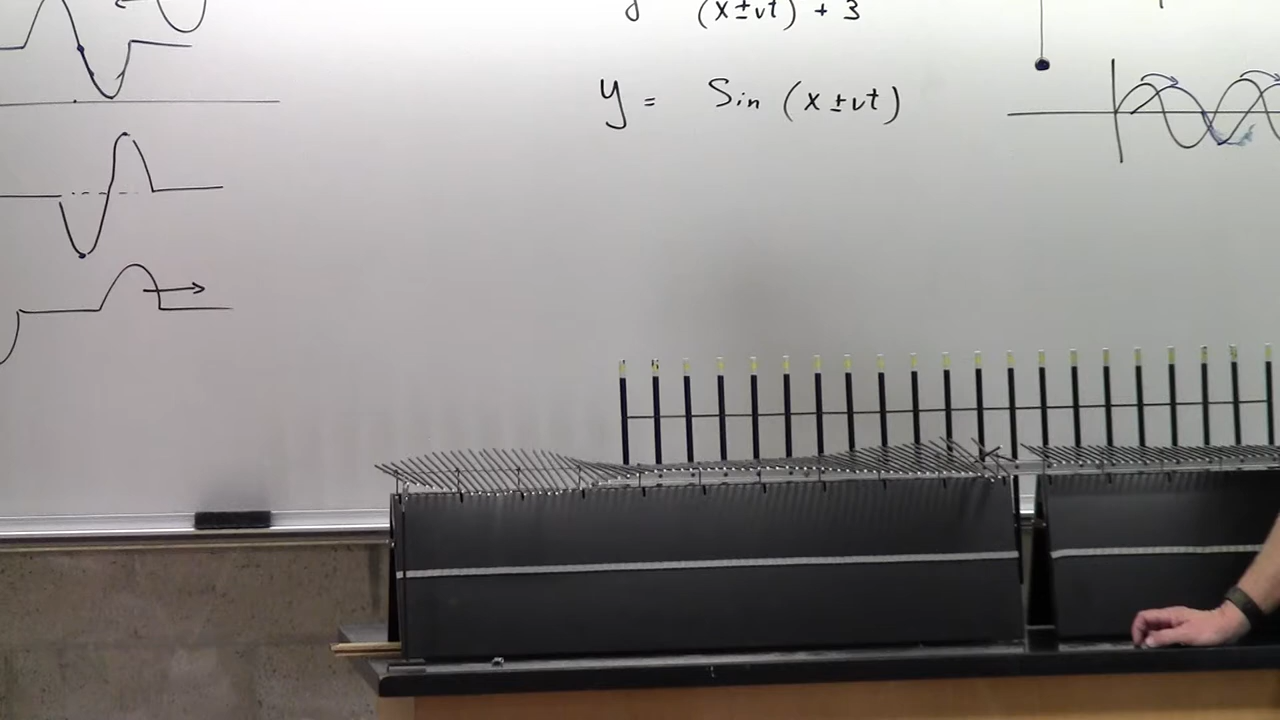 (x±vt) + 3
y = Sin (x±vt)